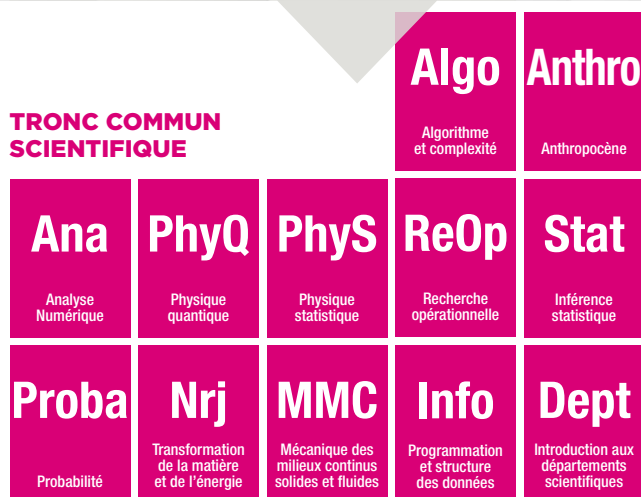 TRONC COMMUN
SCIENTIFIQUE
Algo
Algorithme
et complexité
Anthro
Anthropocène
Ana
Analyse
Numérique
PhyQ
Physique
quantique
PhyS
Physique
statistique
ReOp
Recherche
opérationnelle
Stat
Inférence
statistique
Proba
Probabilité
Nrj
Transformation
de la matière
et de l'énergie
MMC
Mécanique des
milieux continus
solides et fluides
Info
Programmation
et structure
des données
Dept
Introduction aux
départements
scientifiques